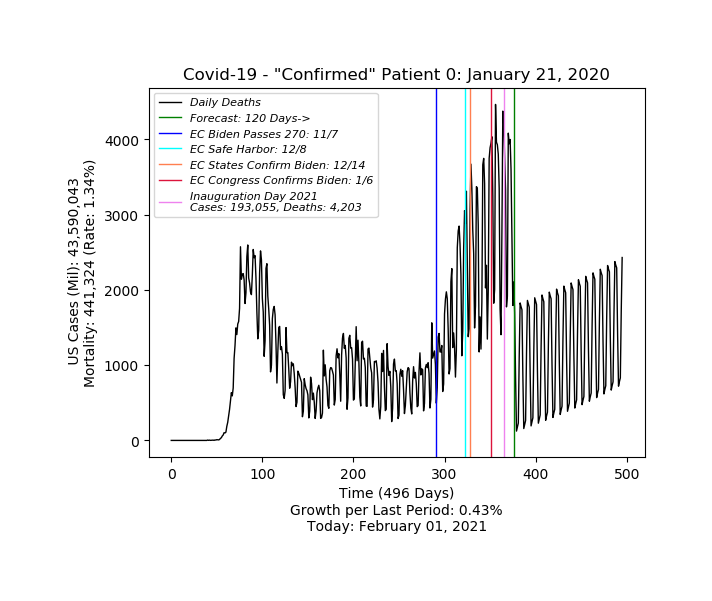 Covid-19 - "Confirmed" Patient 0: January 21, 2020
Daily Deaths
Forecast: 120 Days->
EC Biden Passes 270: 11/7
EC Safe Harbor: 12/8
EC States Confirm Biden: 12/14
EC Congress Confirms Biden: 1/6
Inauguration Day 2021
Cases: 193,055, Deaths: 4,203
US Cases (Mil): 43,590,043
Mortality: 441,324 (Rate: 1.34%)
4000
3000
2000
1000
0
0 100 200 300 400 500
Time (496 Days)
Growth per Last Period: 0.43%
Today: February 01, 2021